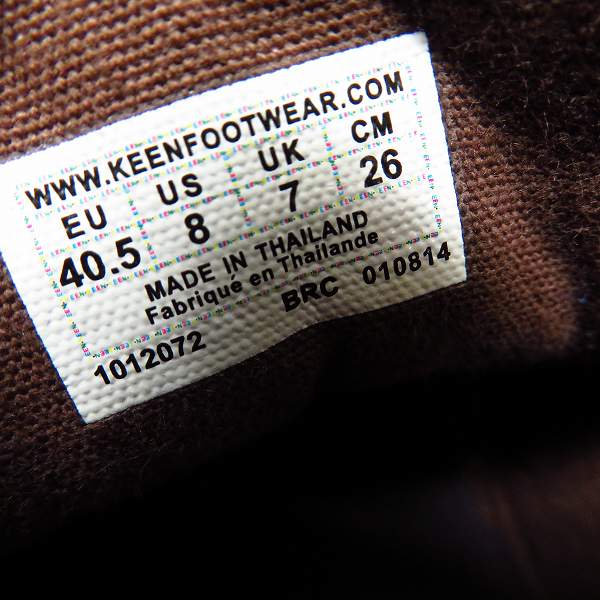 WWW.KEENFOOTWEAR.COM
EU US UK CM
40.5 8 7 26
MADE IN THAILAND
Fabriqué en Thaïlande
1012072 BRC 010814